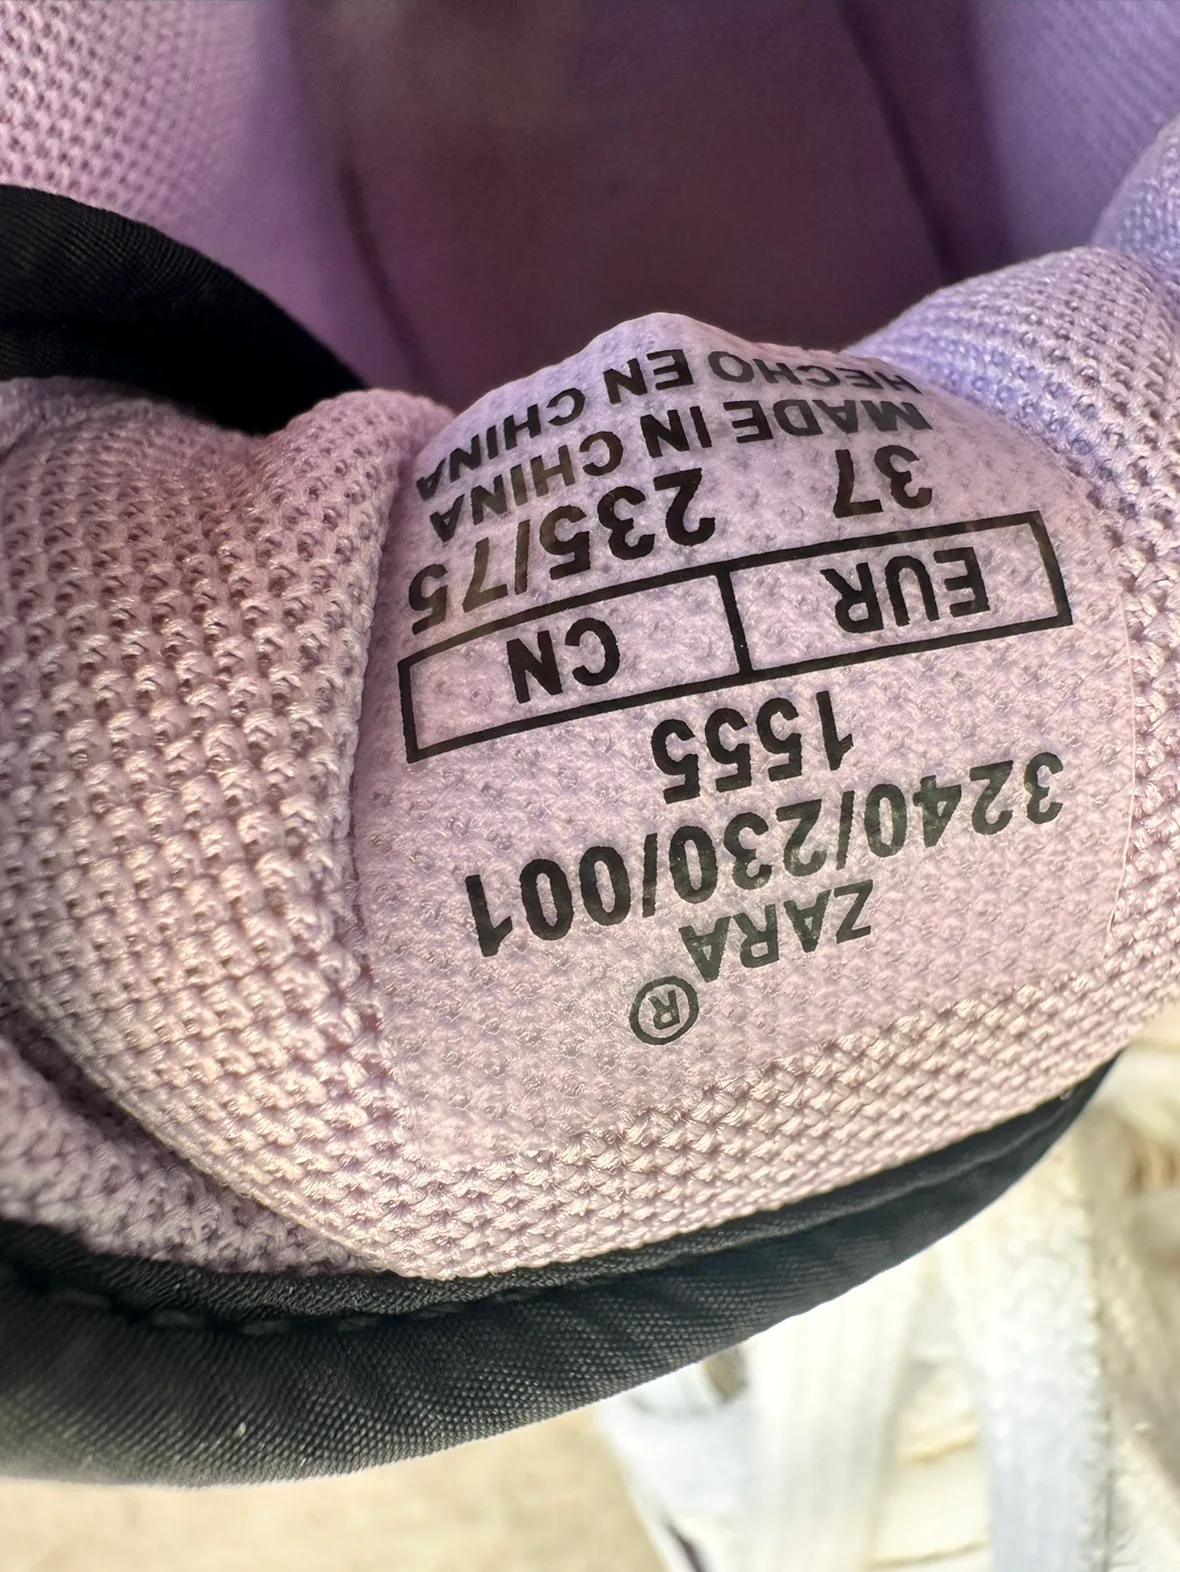 ZARA®
3240/230/001
1555
EUR CN
37 235/75
MADE IN CHINA
HECHO EN CHINA